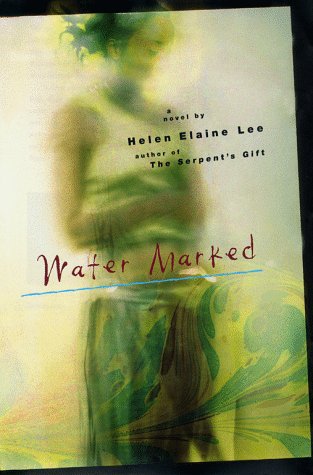 a
novel by
Helen Elaine Lee
author of
The Serpent's Gift
Water Marked